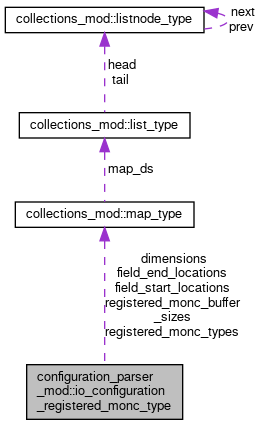 collections_mod::listnode_type
next
prev
head
tail
collections_mod::list_type
map_ds
collections_mod::map_type
dimensions
field_end_locations
field_start_locations
registered_monc_buffer
_sizes
registered_monc_types
configuration_parser
_mod::io_configuration
_registered_monc_type